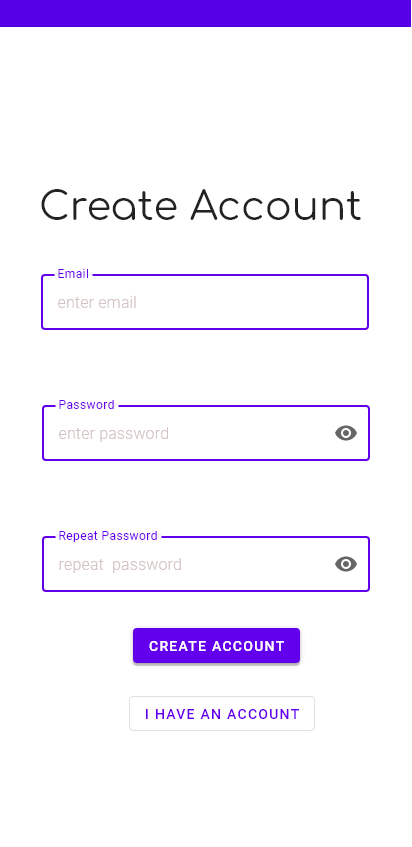 Create Account
Email
enter email
Password
enter password
Repeat Password
repeat  password
CREATE ACCOUNT
I HAVE AN ACCOUNT